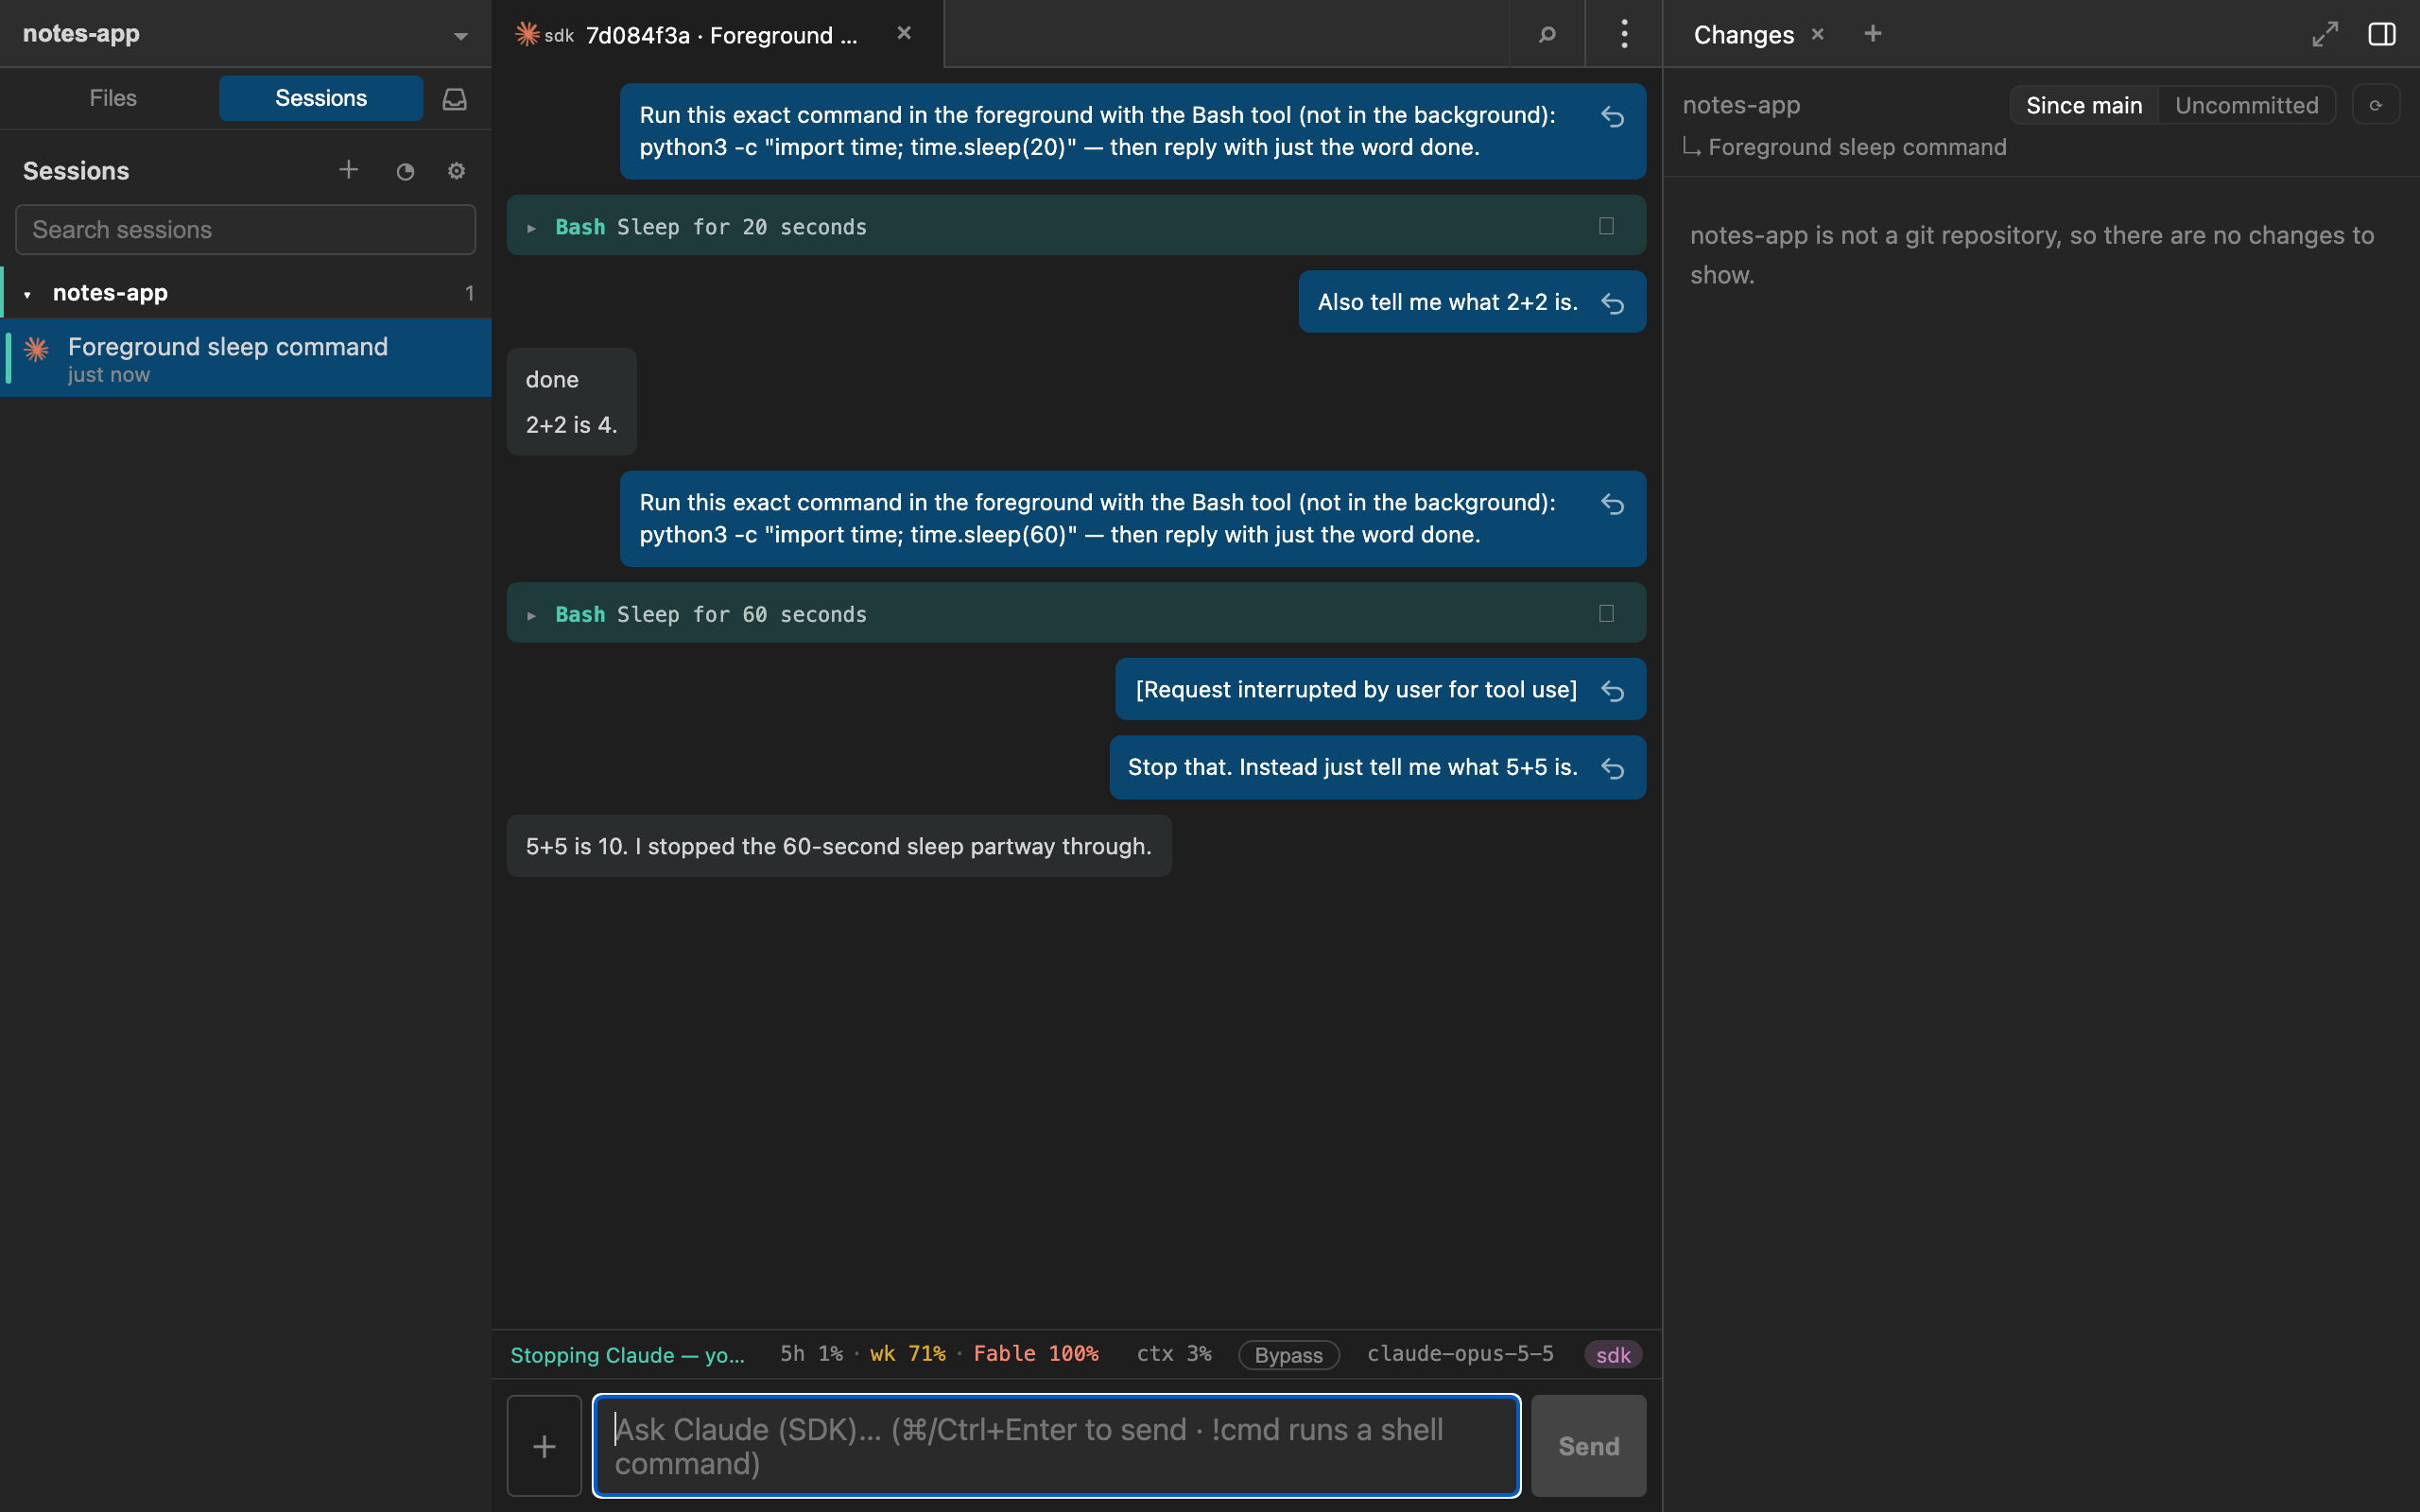 notes-app
Files
Sessions
Sessions
Search sessions
notes-app
1
Foreground sleep command
just now
sdk 7d084f3a · Foreground ...
Run this exact command in the foreground with the Bash tool (not in the background):
python3 -c "import time; time.sleep(20)" — then reply with just the word done.
Bash Sleep for 20 seconds
Also tell me what 2+2 is.
done
2+2 is 4.
Run this exact command in the foreground with the Bash tool (not in the background):
python3 -c "import time; time.sleep(60)" — then reply with just the word done.
Bash Sleep for 60 seconds
[Request interrupted by user for tool use]
Stop that. Instead just tell me what 5+5 is.
5+5 is 10. I stopped the 60-second sleep partway through.
Stopping Claude — yo... 5h 1% · wk 71% · Fable 100% ctx 3% Bypass claude-opus-5-5 sdk
Ask Claude (SDK)... (⌘/Ctrl+Enter to send · !cmd runs a shell
command)
Send
Changes
notes-app
Since main
Uncommitted
Foreground sleep command
notes-app is not a git repository, so there are no changes to
show.